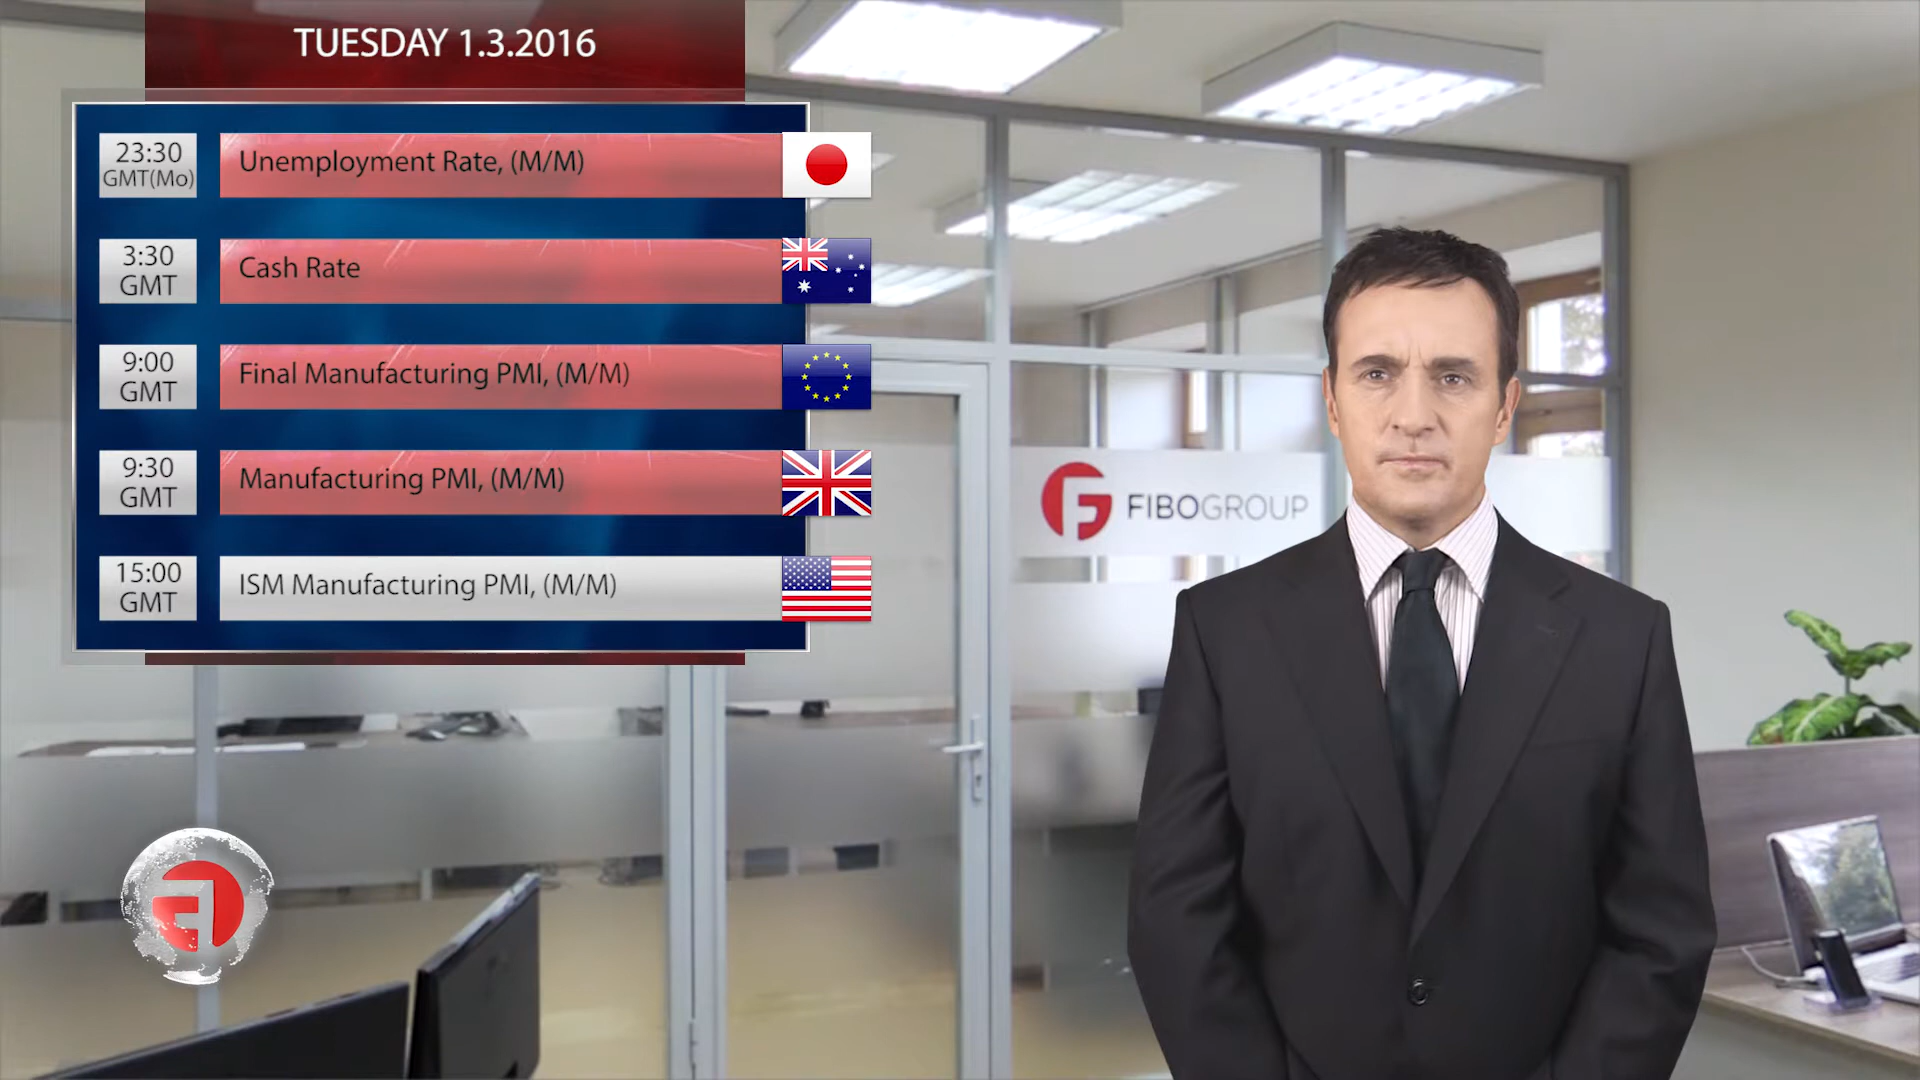 TUESDAY 1.3.2016
23:30
GMT(Mo)
Unemployment Rate, (M/M)
3:30
GMT
Cash Rate
9:00
GMT
Final Manufacturing PMI, (M/M)
9:30
GMT
Manufacturing PMI, (M/M)
15:00
GMT
ISM Manufacturing PMI, (M/M)
FIBOGROUP